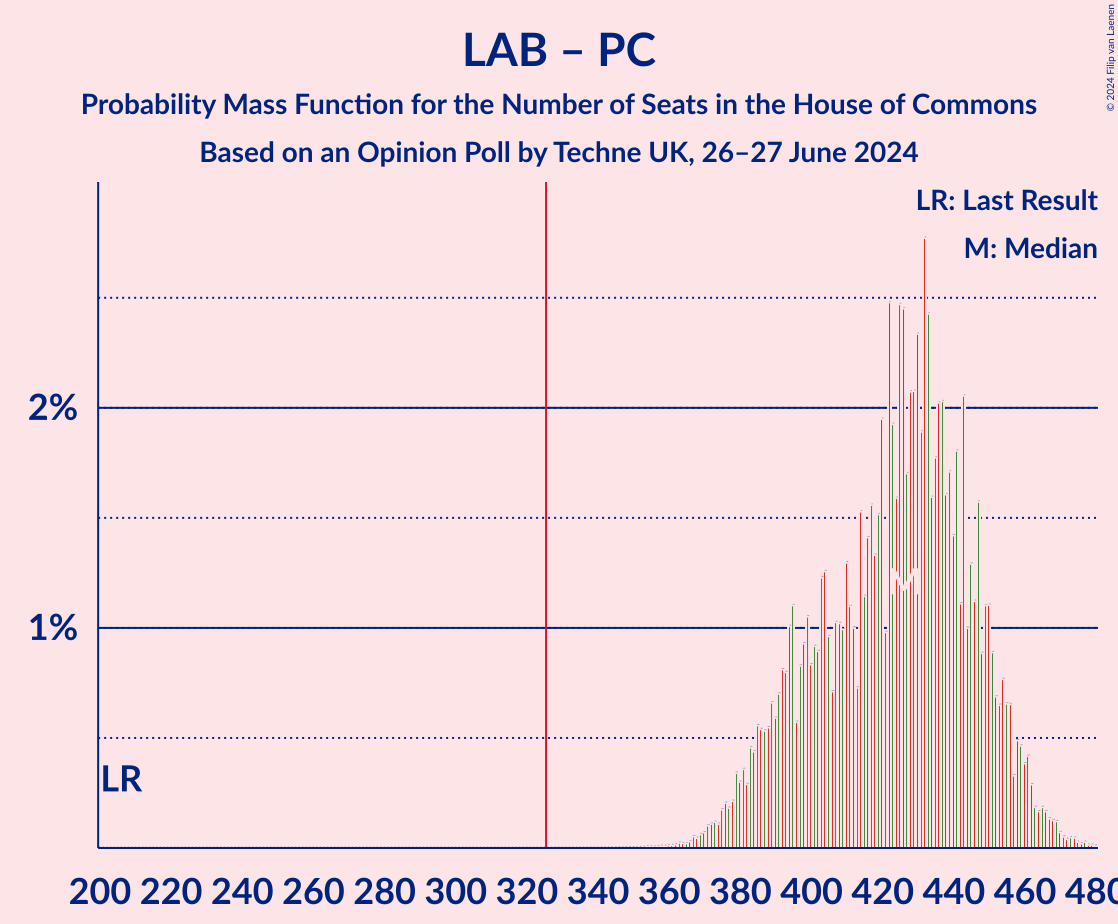 LAB – PC
Probability Mass Function for the Number of Seats in the House of Commons
Based on an Opinion Poll by Techne UK, 26–27 June 2024
© 2024 Filip van Laenen
LR: Last Result
M: Median
2%
1%
LR
M
200 220 240 260 280 300 320 340 360 380 400 420 440 460 480